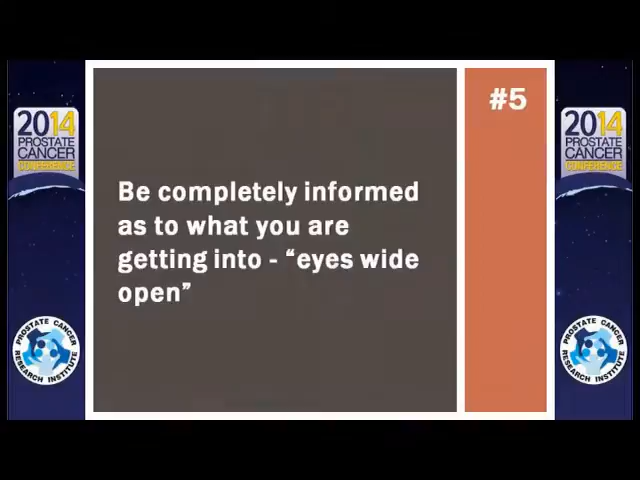 2014
PROSTATE
CANCER
CONFERENCE
PROSTATE CANCER
RESEARCH INSTITUTE
#5
Be completely informed
as to what you are
getting into - “eyes wide
open”
2014
PROSTATE
CANCER
CONFERENCE
PROSTATE CANCER
RESEARCH INSTITUTE